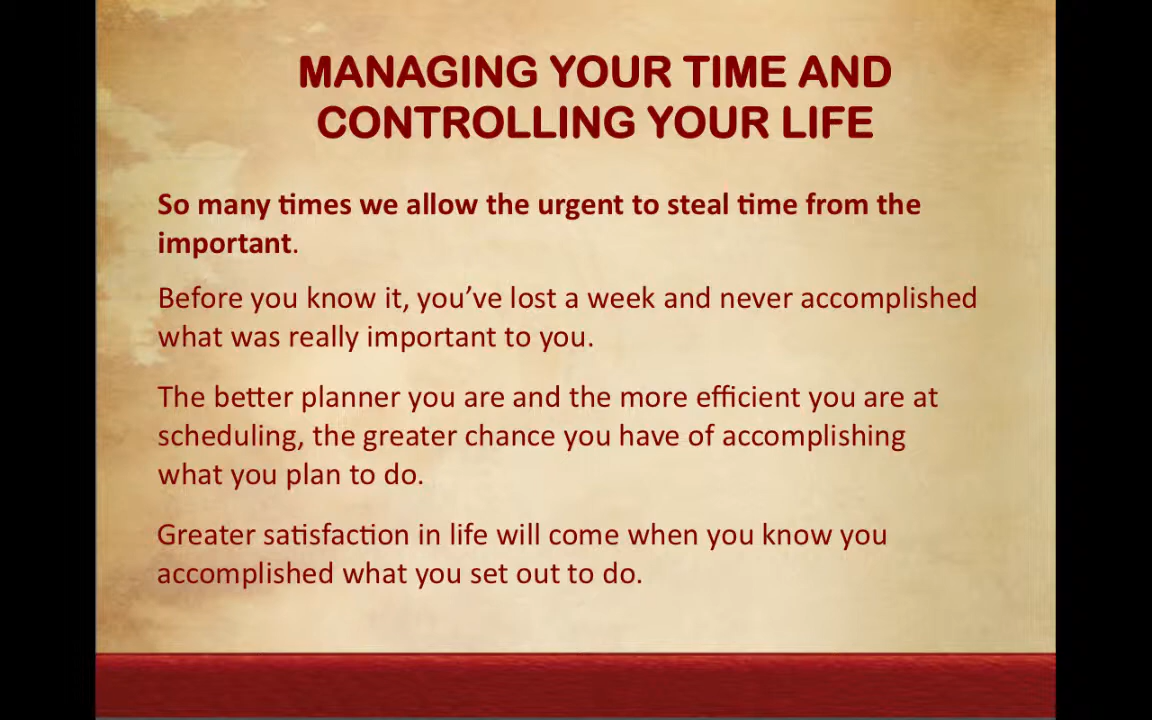 MANAGING YOUR TIME AND
CONTROLLING YOUR LIFE
So many times we allow the urgent to steal time from the
important.
Before you know it, you’ve lost a week and never accomplished
what was really important to you.
The better planner you are and the more efficient you are at
scheduling, the greater chance you have of accomplishing
what you plan to do.
Greater satisfaction in life will come when you know you
accomplished what you set out to do.